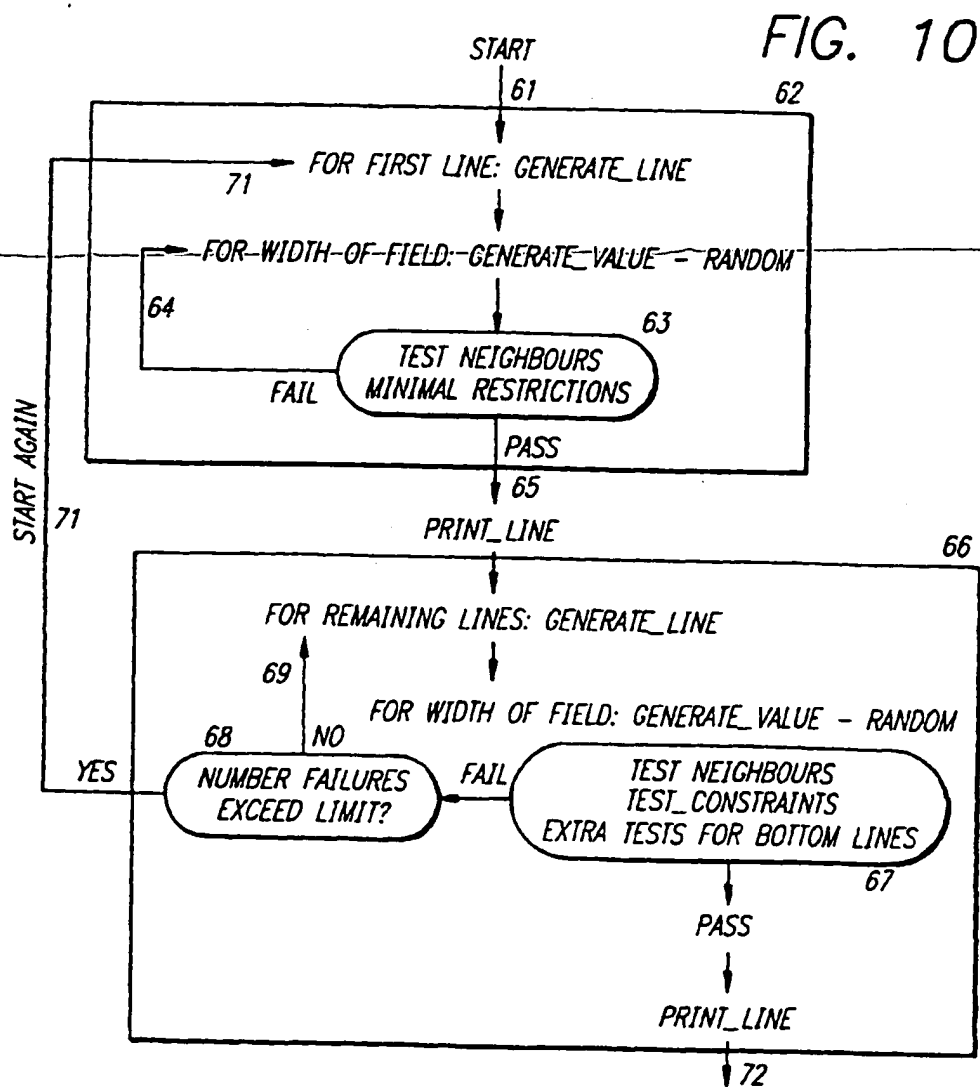 FIG. 10
START
61
62
FOR FIRST LINE: GENERATE_LINE
71
FOR WIDTH OF FIELD: GENERATE_VALUE - RANDOM
64
63
TEST NEIGHBOURS
MINIMAL RESTRICTIONS
FAIL
PASS
START AGAIN
71
65
PRINT_LINE
66
FOR REMAINING LINES: GENERATE_LINE
69
FOR WIDTH OF FIELD: GENERATE_VALUE - RANDOM
68
NO
YES
NUMBER FAILURES
EXCEED LIMIT?
FAIL
TEST NEIGHBOURS
TEST_CONSTRAINTS
EXTRA TESTS FOR BOTTOM LINES
67
PASS
PRINT_LINE
72